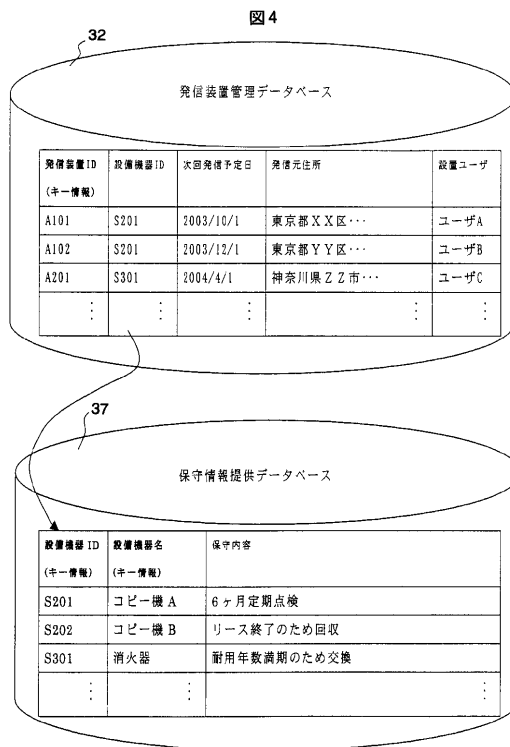 図4
32
発信装置管理データベース
発信装置ID 設備機器ID 次回発信予定日 発信元住所 設置ユーザ
(キー情報)
A101 S201 2003/10/1 東京都XX区・・・ ユーザA
A102 S201 2003/12/1 東京都YY区・・・ ユーザB
A201 S301 2004/4/1 神奈川県ZZ市・・・ ユーザC
⋮ ⋮ ⋮ ⋮ ⋮
37
保守情報提供データベース
設備機器ID 設備機器名 保守内容
(キー情報) (キー情報)
S201 コピー機A 6ヶ月定期点検
S202 コピー機B リース終了のため回収
S301 消火器 耐用年数満期のため交換
⋮ ⋮ ⋮